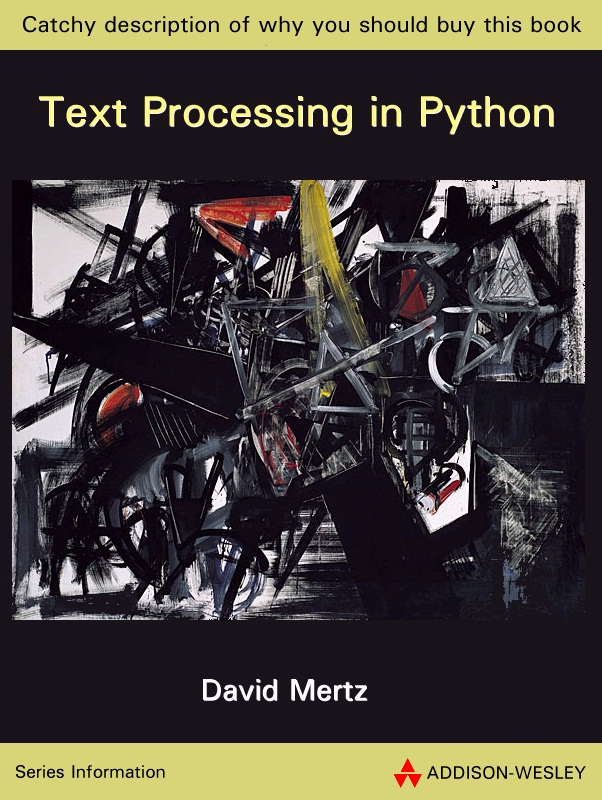 Catchy description of why you should buy this book
Text Processing in Python
David Mertz
Series Information
ADDISON-WESLEY